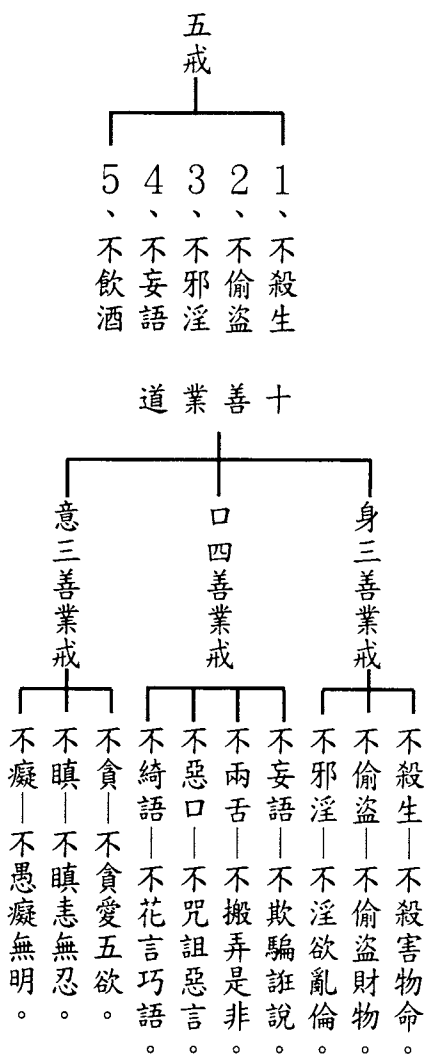 五戒
1、不殺生
2、不偷盜
3、不邪淫
4、不妄語
5、不飲酒
十善業道
身三善業戒
不殺生—不殺害物命。
不偷盜—不偷盜財物。
不邪淫—不淫欲亂倫。
口四善業戒
不妄語—不欺騙誑說。
不兩舌—不搬弄是非。
不惡口—不咒詛惡言。
不綺語—不花言巧語。
意三善業戒
不貪—不貪愛五欲。
不瞋—不瞋恚無忍。
不癡—不愚癡無明。